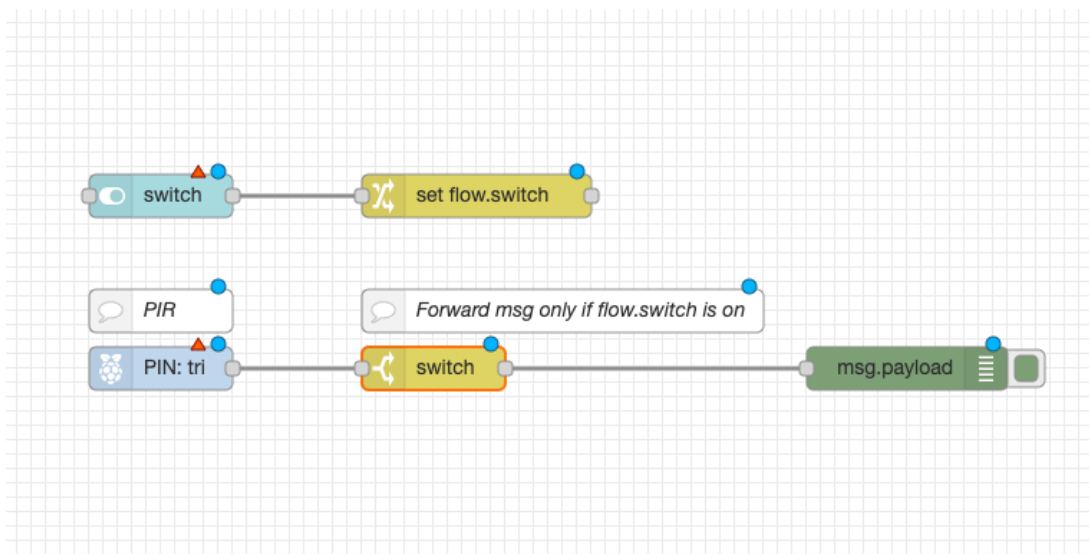 switch
set flow.switch
PIR
Forward msg only if flow.switch is on
PIN: tri
switch
msg.payload